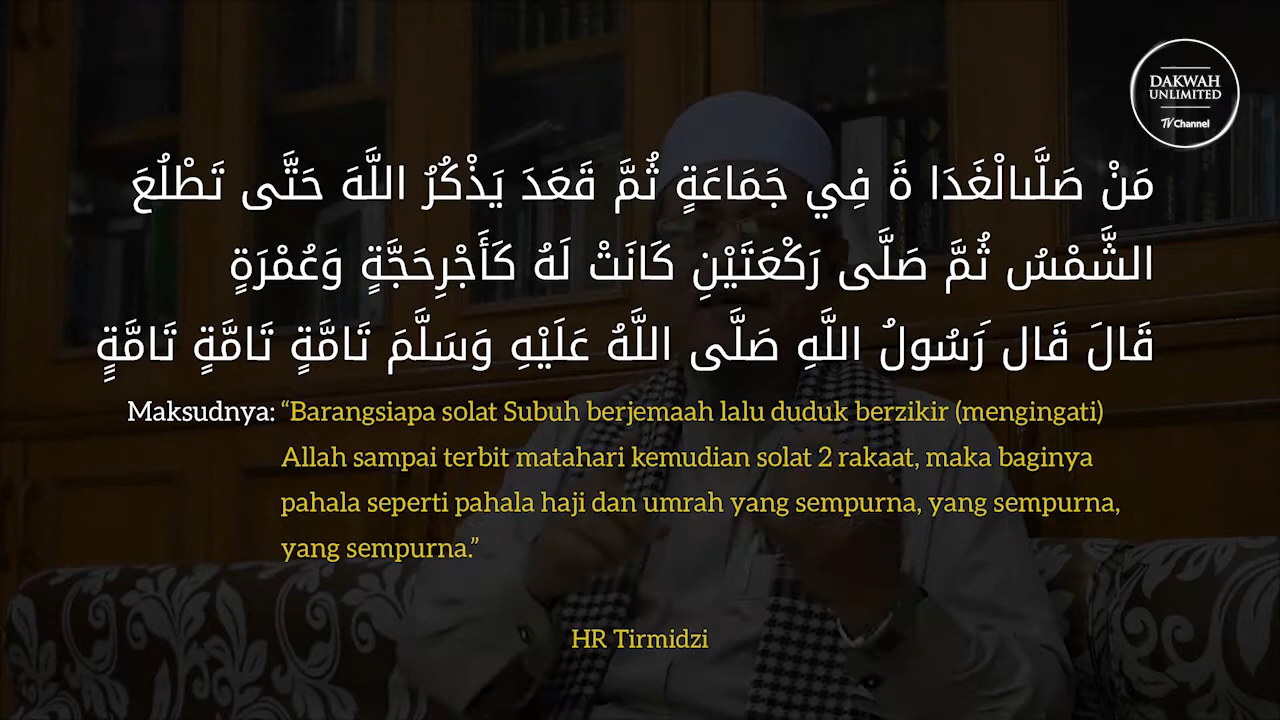 DAKWAH
UNLIMITED
TV Channel
مَنْ صَلَّىالْغَدَا ةَ فِي جَمَاعَةٍ ثُمَّ قَعَدَ يَذْكُرُ اللَّهَ حَتَّى تَطْلُعَ
الشَّمْسُ ثُمَّ صَلَّى رَكْعَتَيْنِ كَانَتْ لَهُ كَأَجْرِحَجَّةٍ وَعُمْرَةٍ
قَالَ قَال رَسُولُ اللَّهِ صَلَّى اللَّهُ عَلَيْهِ وَسَلَّمَ تَامَّةٍ تَامَّةٍ تَامَّةٍ
Maksudnya: “Barangsiapa solat Subuh berjemaah lalu duduk berzikir (mengingati)
Allah sampai terbit matahari kemudian solat 2 rakaat, maka baginya
pahala seperti pahala haji dan umrah yang sempurna, yang sempurna,
yang sempurna.”
HR Tirmidzi